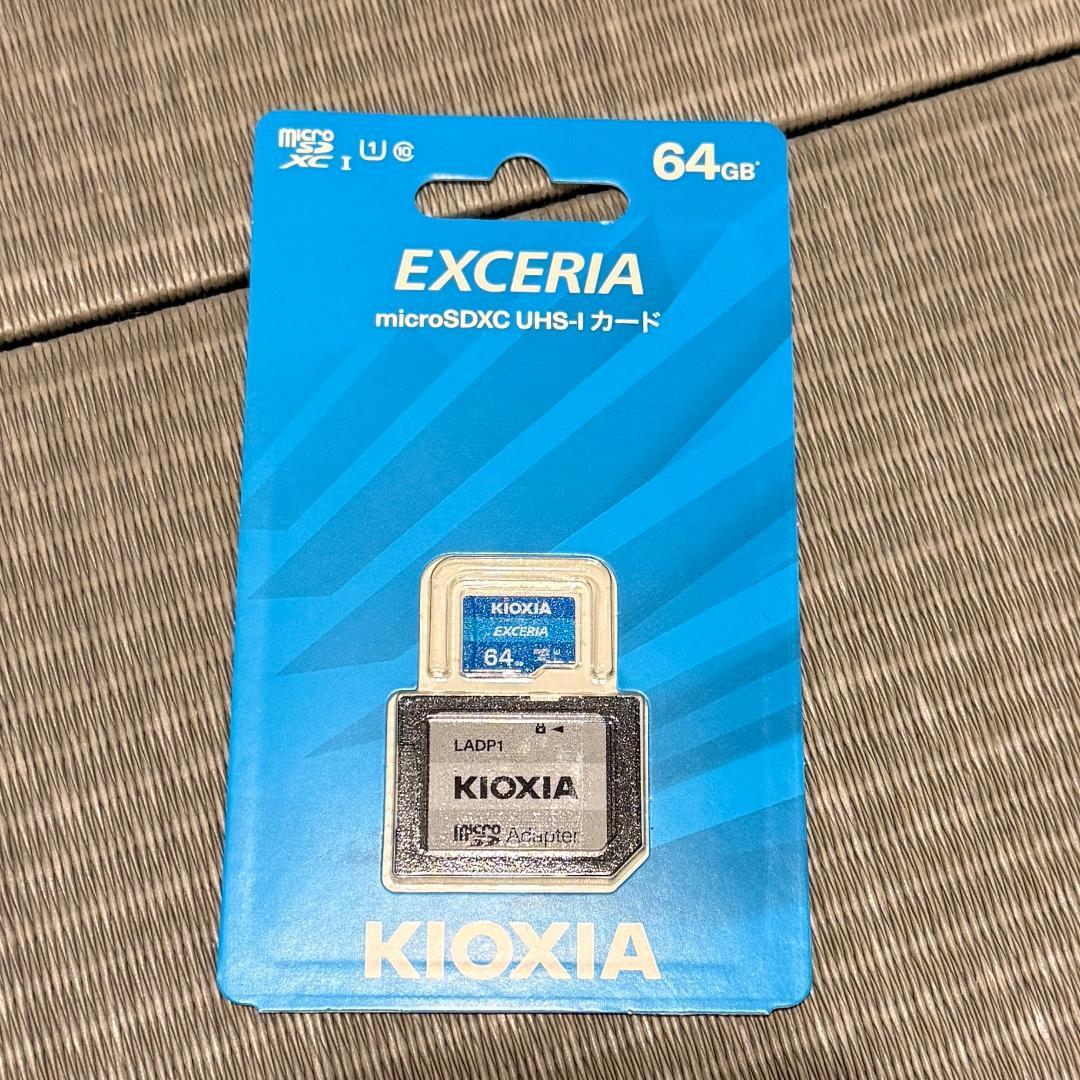 micro SD XC I U1 10
64GB*
EXCERIA
microSDXC UHS-I カード
KIOXIA
EXCERIA
64GB
LADP1
KIOXIA
micro SD Adapter
KIOXIA